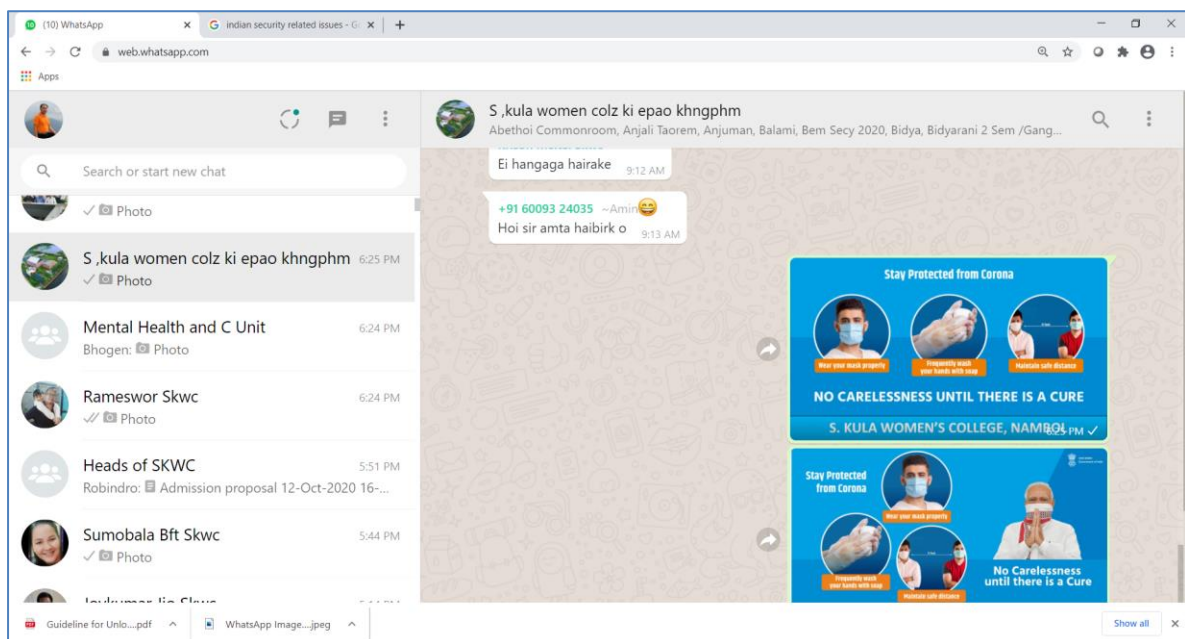 (10) WhatsApp
indian security related issues - G
web.whatsapp.com
Apps
Search or start new chat
Photo
S ,kula women colz ki epao khngphm 6:25 PM
Photo
Mental Health and C Unit 6:24 PM
Bhogen: Photo
Rameswor Skwc 6:24 PM
Photo
Heads of SKWC 5:51 PM
Robindro: Admission proposal 12-Oct-2020 16-...
Sumobala Bft Skwc 5:44 PM
Photo
S ,kula women colz ki epao khngphm
Abethoi Commonroom, Anjali Taorem, Anjuman, Balami, Bem Secy 2020, Bidya, Bidyarani 2 Sem /Gang...
Ei hangaga hairake 9:12 AM
+91 60093 24035 ~Amin😄
Hoi sir amta haibirk o 9:13 AM
Stay Protected from Corona
Wear your mask properly
Frequently wash
your hands with soap
Maintain safe distance
NO CARELESSNESS UNTIL THERE IS A CURE
S. KULA WOMEN'S COLLEGE, NAMBOL
6:25 PM
Stay Protected
from Corona
Wear your mask properly
Frequently wash
your hands with soap
Maintain safe distance
No Carelessness
until there is a Cure
Guideline for Unlo....pdf
WhatsApp Image....jpeg
Show all